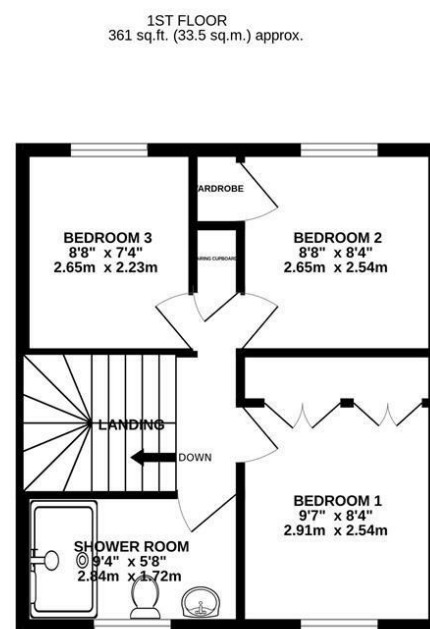 1ST FLOOR
361 sq.ft. (33.5 sq.m.) approx.
ARDROBE
BEDROOM 3
8'8" x 7'4"
2.65m x 2.23m
BEDROOM 2
8'8" x 8'4"
2.65m x 2.54m
AIRING CUPBOARD
LANDING
DOWN
BEDROOM 1
9'7" x 8'4"
2.91m x 2.54m
SHOWER ROOM
9'4" x 5'8"
2.84m x 1.72m